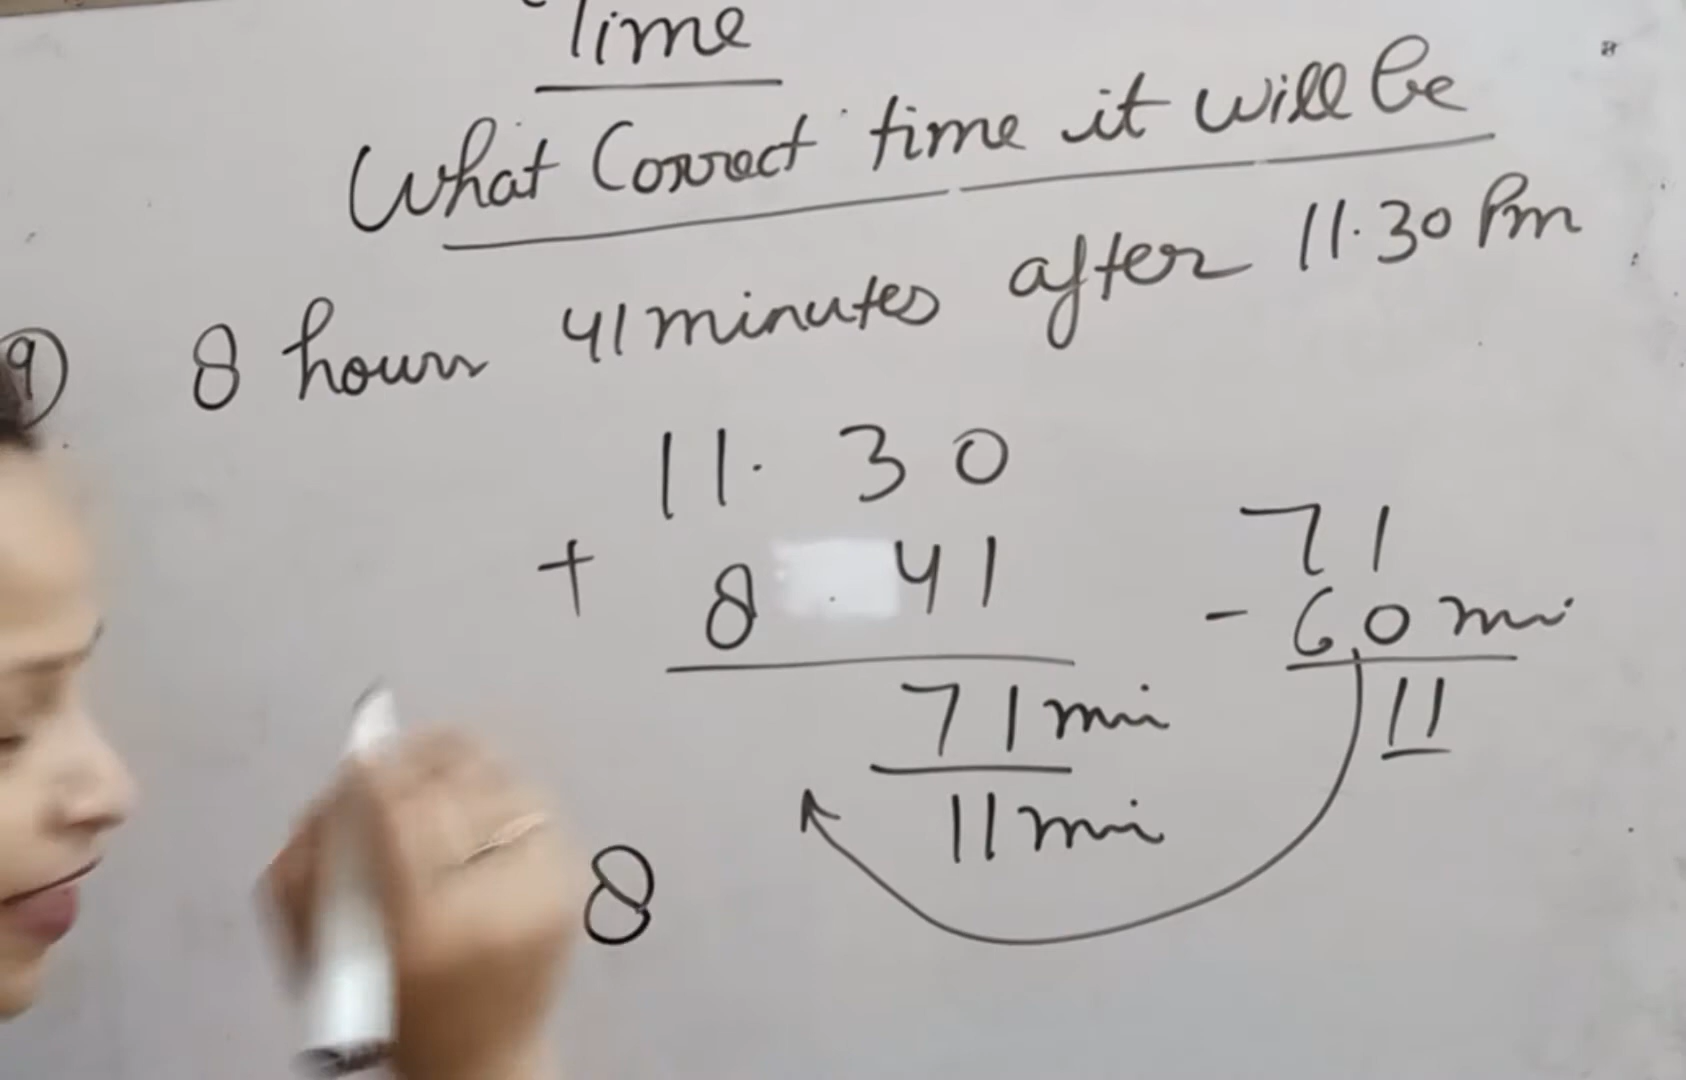 Time
What Correct time it will be
9) 8 hours 41 minutes after 11.30 Pm
11. 30
+ 8 . 41
71 min
11 min
71
- 60 min
11
8